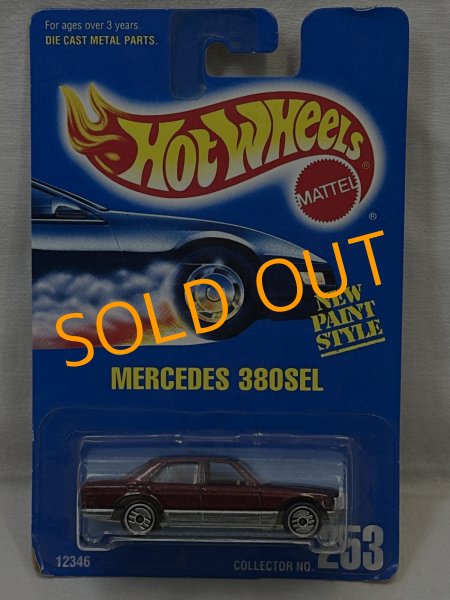 For ages over 3 years.
DIE CAST METAL PARTS.
HOT WHEELS
MATTEL
®
®
SOLD OUT
NEW
PAINT
STYLE
MERCEDES 380SEL
12346
COLLECTOR NO. 253